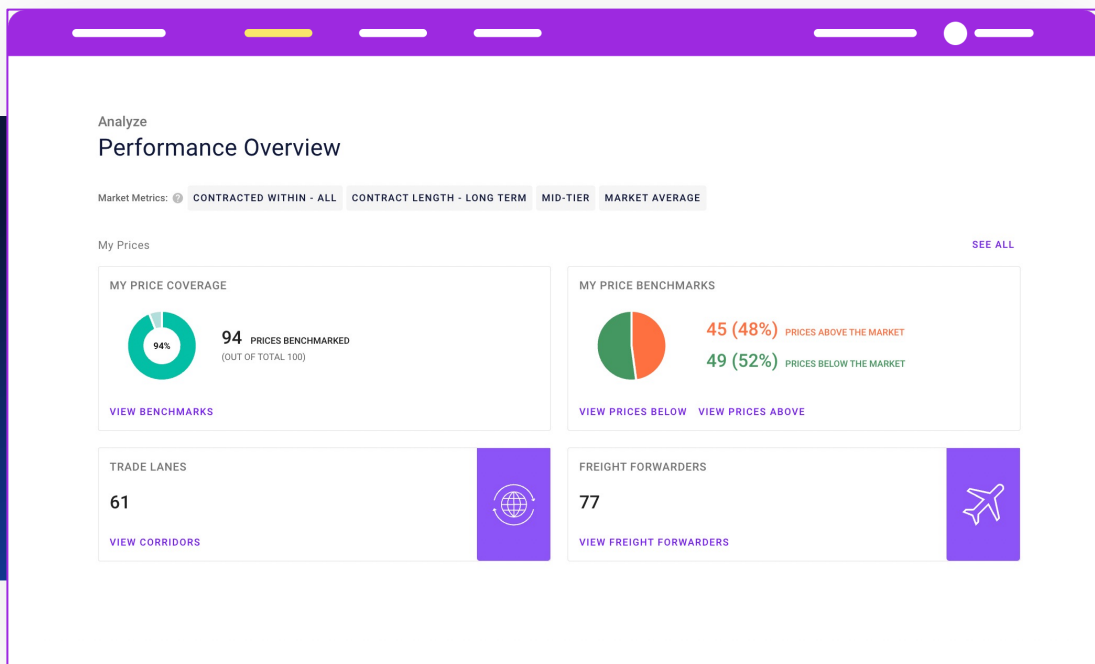 Analyze
Performance Overview
Market Metrics: ? CONTRACTED WITHIN - ALL CONTRACT LENGTH - LONG TERM MID-TIER MARKET AVERAGE
My Prices
SEE ALL
MY PRICE COVERAGE
94%
94 PRICES BENCHMARKED
(OUT OF TOTAL 100)
VIEW BENCHMARKS
MY PRICE BENCHMARKS
45 (48%) PRICES ABOVE THE MARKET
49 (52%) PRICES BELOW THE MARKET
VIEW PRICES BELOW VIEW PRICES ABOVE
TRADE LANES
61
VIEW CORRIDORS
FREIGHT FORWARDERS
77
VIEW FREIGHT FORWARDERS